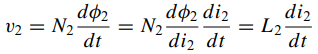 v₂ = N₂ dϕ₂/dt = N₂ dϕ₂/di₂ di₂/dt = L₂ di₂/dt